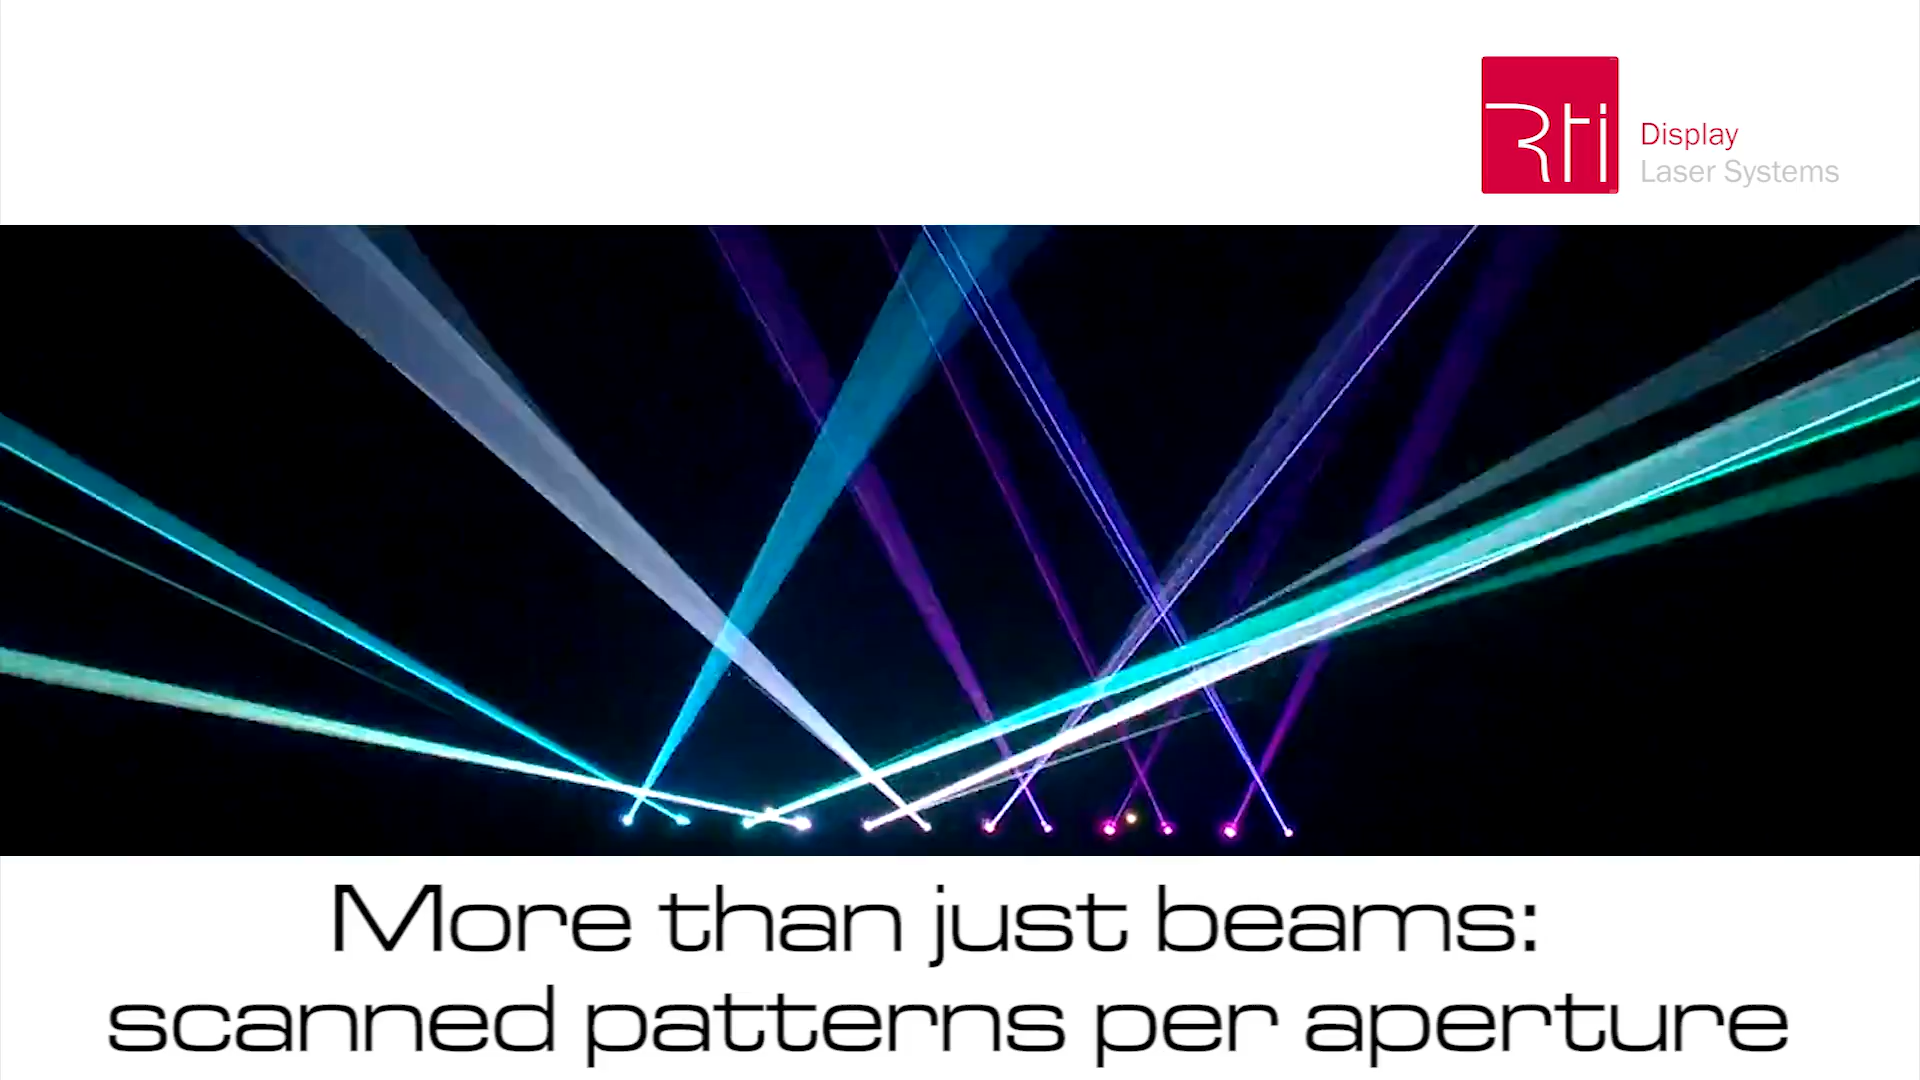 Rti
Display
Laser Systems
More than just beams:
scanned patterns per aperture